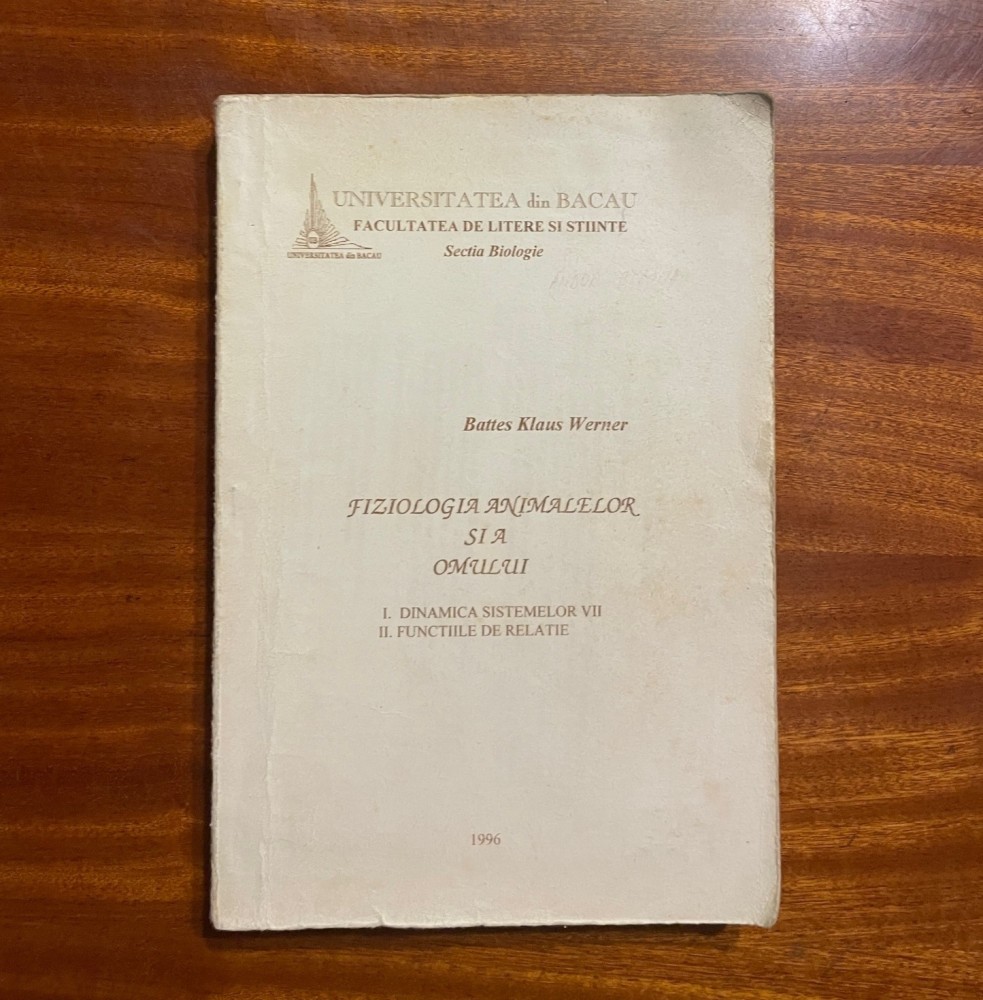 UNIVERSITATEA din BACAU
FACULTATEA DE LITERE SI STIINTE
UNIVERSITATEA din BACAU
Sectia Biologie
Battes Klaus Werner
FIZIOLOGIA ANIMALELOR
SI A
OMULUI
I. DINAMICA SISTEMELOR VII
II. FUNCTIILE DE RELATIE
1996